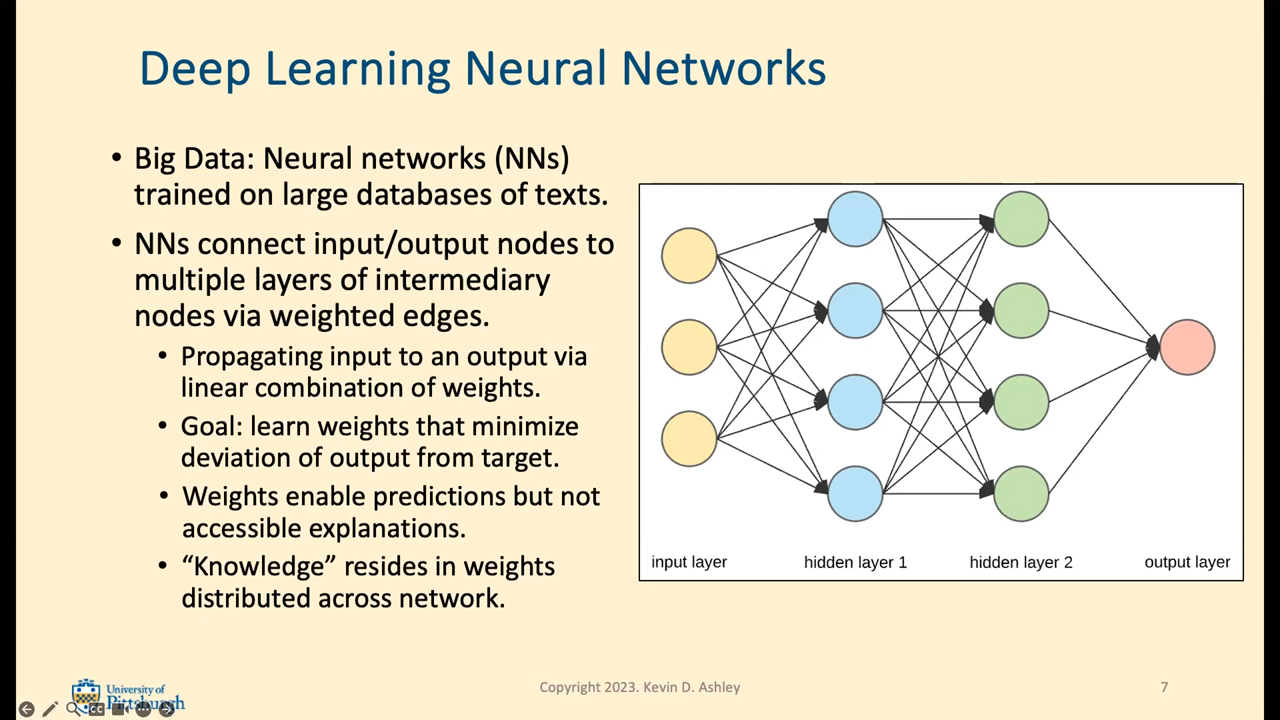 Deep Learning Neural Networks
• Big Data: Neural networks (NNs)
trained on large databases of texts.
• NNs connect input/output nodes to
multiple layers of intermediary
nodes via weighted edges.
• Propagating input to an output via
linear combination of weights.
• Goal: learn weights that minimize
deviation of output from target.
• Weights enable predictions but not
accessible explanations.
• “Knowledge” resides in weights
distributed across network.
input layer
hidden layer 1
hidden layer 2
output layer
University of
Pittsburgh
CC
Copyright 2023. Kevin D. Ashley
7